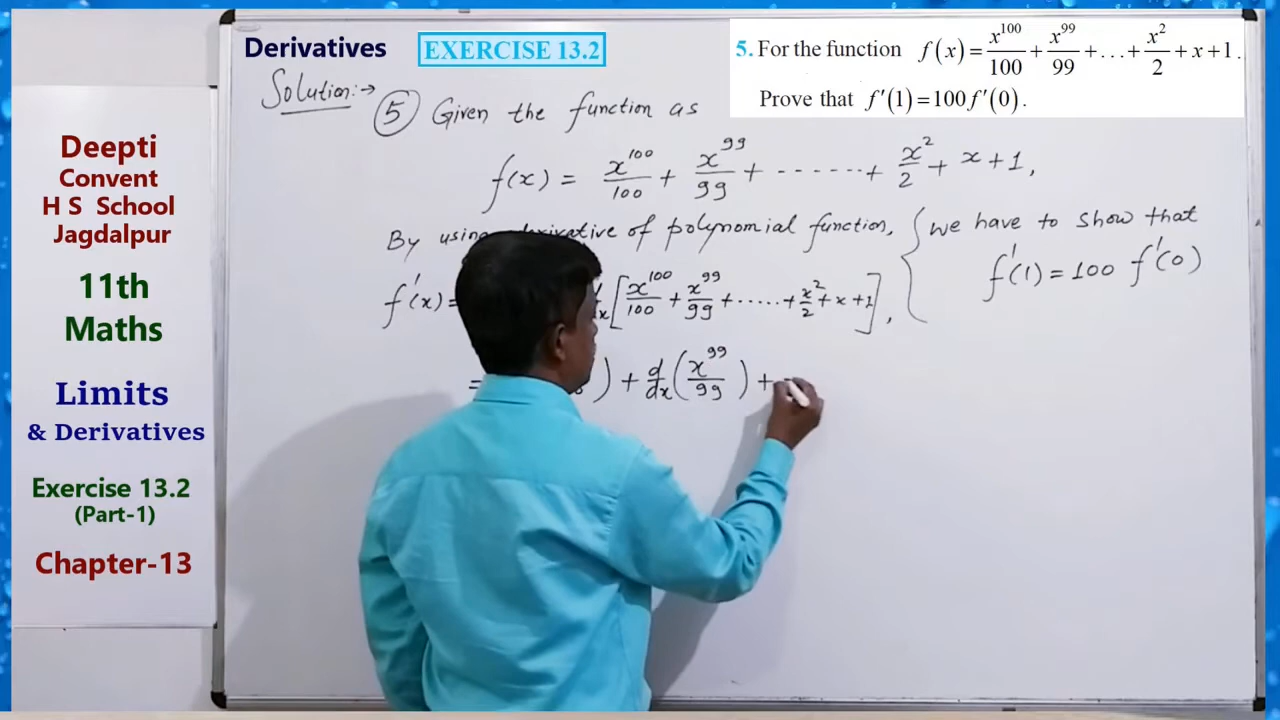 Derivatives EXERCISE 13.2
5. For the function f(x) = x^100/100 + x^99/99 + ... + x^2/2 + x + 1.
Prove that f′(1) = 100 f′(0).
Deepti
Convent
H S School
Jagdalpur
11th
Maths
Limits
& Derivatives
Exercise 13.2
(Part-1)
Chapter-13
Solution:→
⑤ Given the function as
f(x) = x^100/100 + x^99/99 + ------ + x^2/2 + x + 1,
By using of polynomial function,
f′(x) = [x^100/100 + x^99/99 + ..... + x^2/2 + x + 1],
{ we have to show that
f′(1) = 100 f′(0)
= ) + d/dx (x^99/99) +